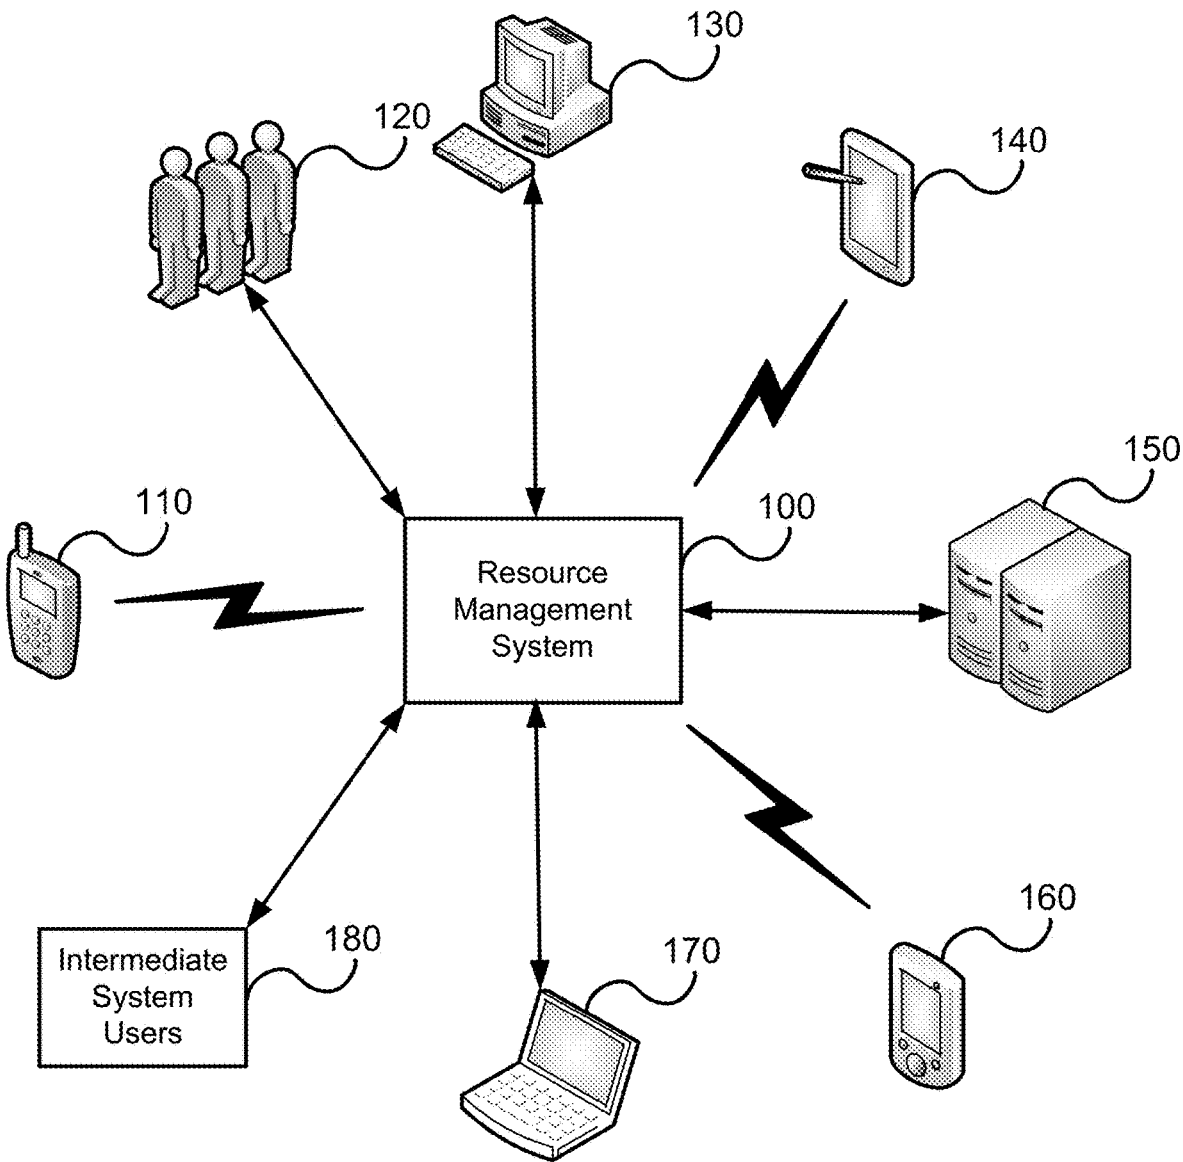 130
120
140
150
110
100
Resource
Management
System
160
180
170
Intermediate
System
Users